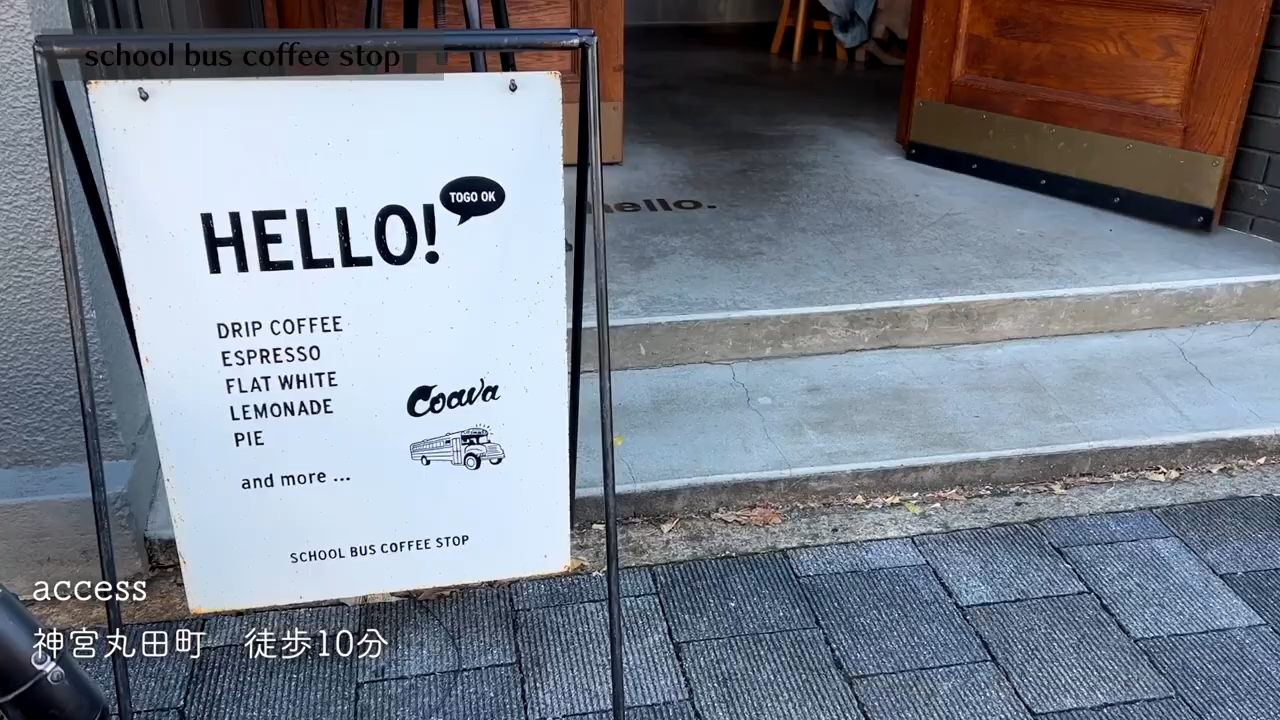 school bus coffee stop
HELLO!
TOGO OK
hello.
DRIP COFFEE
ESPRESSO
FLAT WHITE
LEMONADE
PIE
and more ...
Coava
SCHOOL BUS COFFEE STOP
access
神宮丸田町　徒歩10分